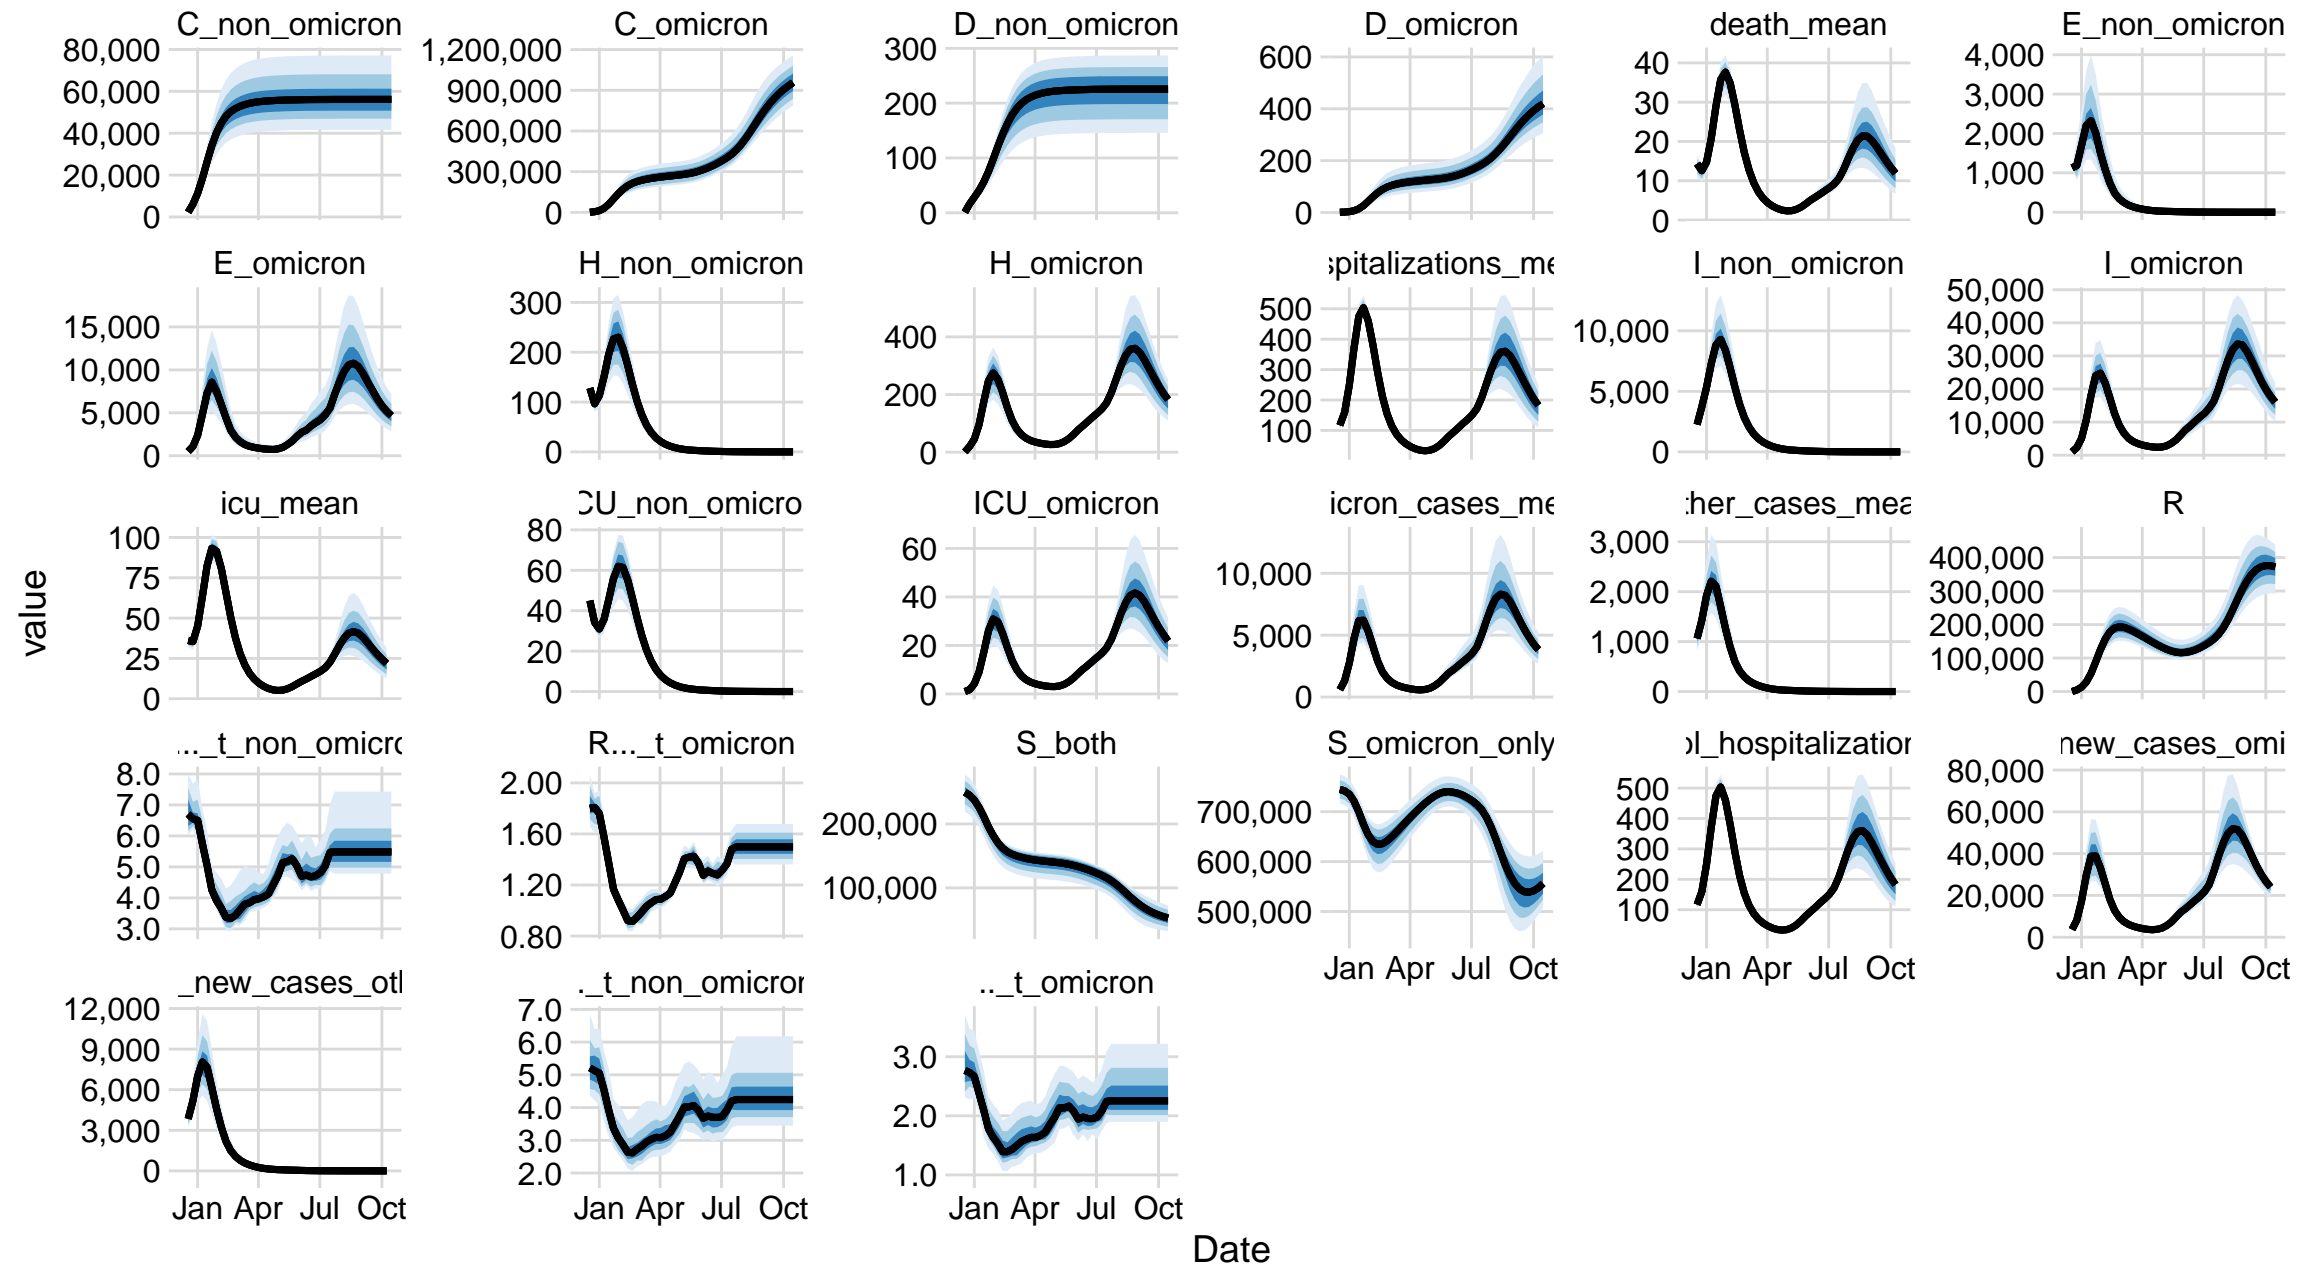 C_non_omicron C_omicron D_non_omicron D_omicron death_mean E_non_omicron
80,000 60,000 40,000 20,000 0
1,200,000 900,000 600,000 300,000 0
300 200 100 0
600 400 200 0
40 30 20 10 0
4,000 3,000 2,000 1,000 0
E_omicron H_non_omicron H_omicron spitalizations_me I_non_omicron I_omicron
15,000 10,000 5,000 0
300 200 100 0
400 200 0
500 400 300 200 100
10,000 5,000 0
50,000 40,000 30,000 20,000 10,000 0
icu_mean CU_non_omicro ICU_omicron icron_cases_me ther_cases_mea R
100 75 50 25 0
80 60 40 20 0
60 40 20 0
10,000 5,000 0
3,000 2,000 1,000 0
400,000 300,000 200,000 100,000 0
..._t_non_omicro R..._t_omicron S_both S_omicron_only ol_hospitalization new_cases_omi
8.0 7.0 6.0 5.0 4.0 3.0
2.00 1.60 1.20 0.80
200,000 100,000
700,000 600,000 500,000
500 400 300 200 100
80,000 60,000 40,000 20,000 0
Jan Apr Jul Oct Jan Apr Jul Oct Jan Apr Jul Oct
_new_cases_oth ._t_non_omicron .._t_omicron
12,000 9,000 6,000 3,000 0
7.0 6.0 5.0 4.0 3.0 2.0
3.0 2.0 1.0
Jan Apr Jul Oct Jan Apr Jul Oct Jan Apr Jul Oct
value
Date